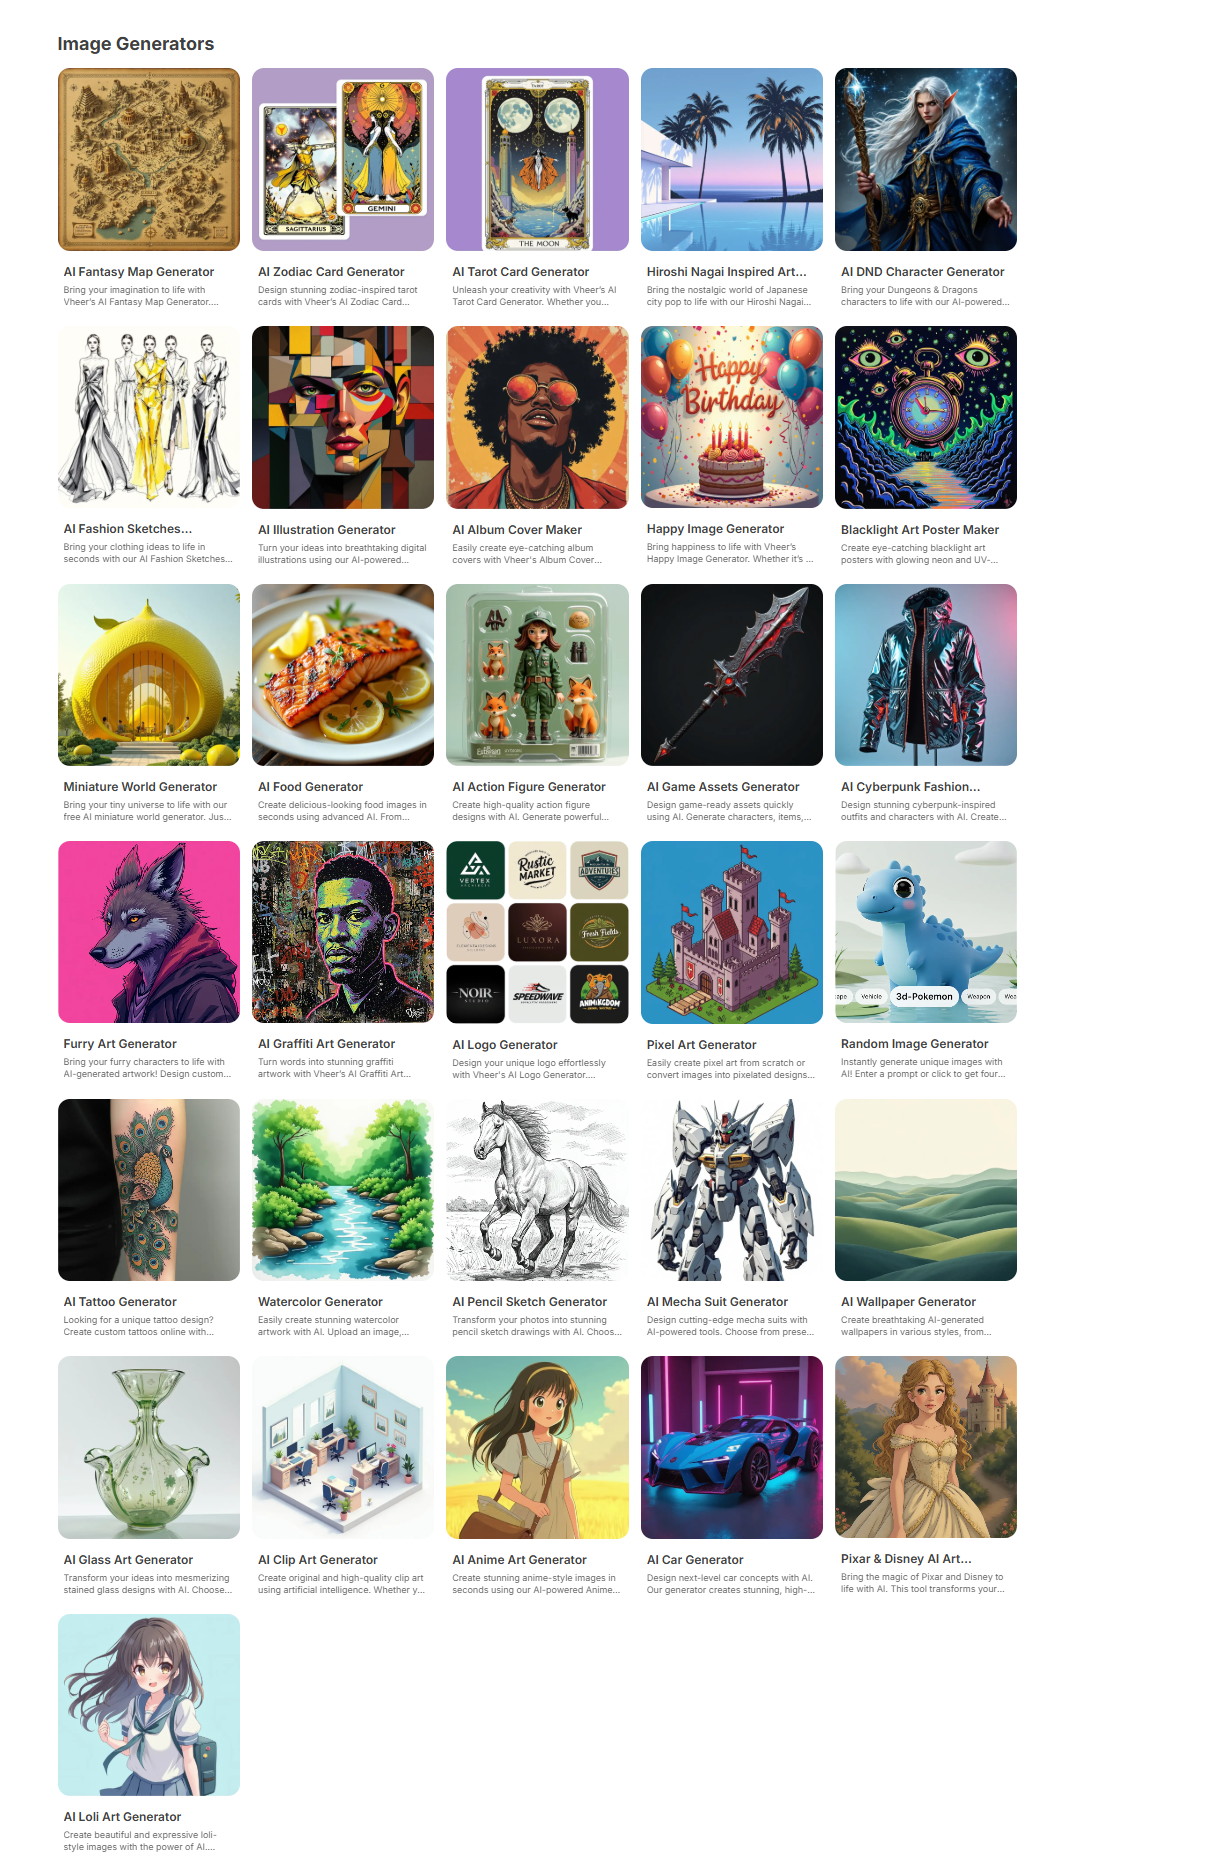 Image Generators
TAROT
SAGITTARIUS
GEMINI
THE MOON
AI Fantasy Map Generator
Bring your imagination to life with
Vheer's AI Fantasy Map Generator....
AI Zodiac Card Generator
Design stunning zodiac-inspired tarot
cards with Vheer's AI Zodiac Card...
AI Tarot Card Generator
Unleash your creativity with Vheer's AI
Tarot Card Generator. Whether you...
Hiroshi Nagai Inspired Art...
Bring the nostalgic world of Japanese
city pop to life with our Hiroshi Nagai...
AI DND Character Generator
Bring your Dungeons & Dragons
characters to life with our AI-powered...
Happy
Birthday
AI Fashion Sketches...
Bring your clothing ideas to life in
seconds with our AI Fashion Sketches...
AI Illustration Generator
Turn your ideas into breathtaking digital
illustrations using our AI-powered...
AI Album Cover Maker
Easily create eye-catching album
covers with Vheer's Album Cover...
Happy Image Generator
Bring happiness to life with Vheer's
Happy Image Generator. Whether it's ...
Blacklight Art Poster Maker
Create eye-catching blacklight art
posters with glowing neon and UV-...
Miniature World Generator
Bring your tiny universe to life with our
free AI miniature world generator. Jus...
AI Food Generator
Create delicious-looking food images in
seconds using advanced AI. From...
AI Action Figure Generator
Create high-quality action figure
designs with AI. Generate powerful...
AI Game Assets Generator
Design game-ready assets quickly
using AI. Generate characters, items,...
AI Cyberpunk Fashion...
Design stunning cyberpunk-inspired
outfits and characters with AI. Create...
VERTEX
Rustic
MARKET
ADVENTURES
LUXORA
Fresh Fields
NOIR
STUDIO
SPEEDWAVE
ANIMKGDOM
cape
Vehicle
3d-Pokemon
Weapon
Wea
Furry Art Generator
Bring your furry characters to life with
AI-generated artwork! Design custom...
AI Graffiti Art Generator
Turn words into stunning graffiti
artwork with Vheer's AI Graffiti Art...
AI Logo Generator
Design your unique logo effortlessly
with Vheer's AI Logo Generator....
Pixel Art Generator
Easily create pixel art from scratch or
convert images into pixelated designs...
Random Image Generator
Instantly generate unique images with
AI! Enter a prompt or click to get four...
AI Tattoo Generator
Looking for a unique tattoo design?
Create custom tattoos online with...
Watercolor Generator
Easily create stunning watercolor
artwork with AI. Upload an image,...
AI Pencil Sketch Generator
Transform your photos into stunning
pencil sketch drawings with AI. Choos...
AI Mecha Suit Generator
Design cutting-edge mecha suits with
AI-powered tools. Choose from prese...
AI Wallpaper Generator
Create breathtaking AI-generated
wallpapers in various styles, from...
AI Glass Art Generator
Transform your ideas into mesmerizing
stained glass designs with AI. Choose...
AI Clip Art Generator
Create original and high-quality clip art
using artificial intelligence. Whether y...
AI Anime Art Generator
Create stunning anime-style images in
seconds using our AI-powered Anime...
AI Car Generator
Design next-level car concepts with AI.
Our generator creates stunning, high-...
Pixar & Disney AI Art...
Bring the magic of Pixar and Disney to
life with AI. This tool transforms your...
AI Loli Art Generator
Create beautiful and expressive loli-
style images with the power of AI....